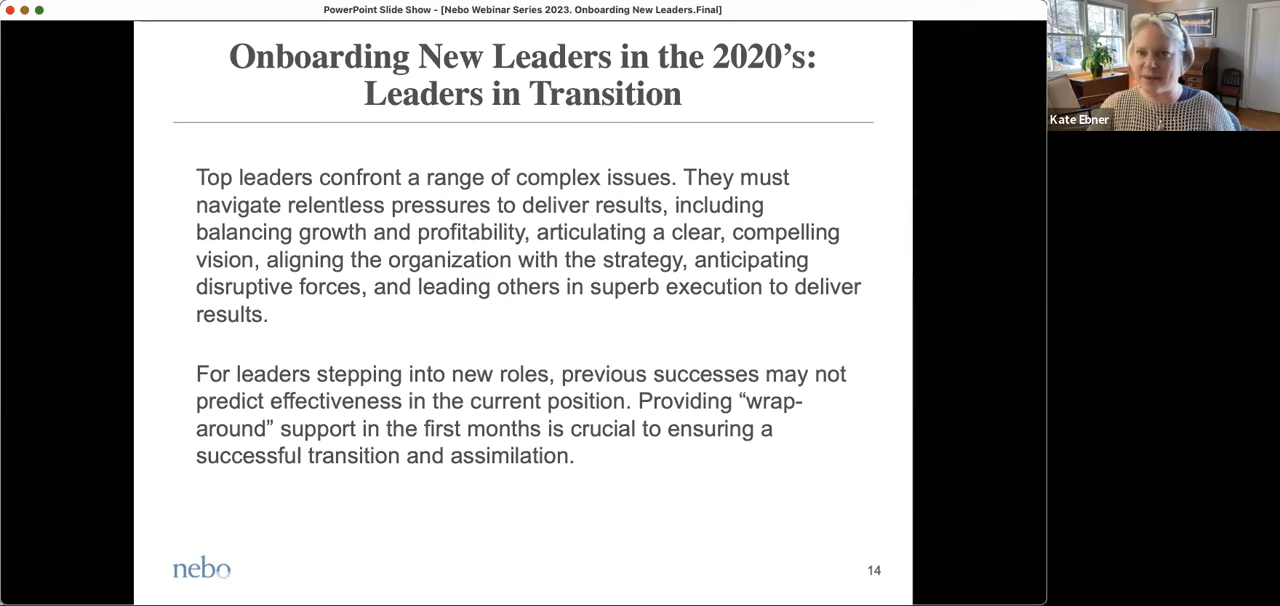 PowerPoint Slide Show - [Nebo Webinar Series 2023. Onboarding New Leaders.Final]
Onboarding New Leaders in the 2020’s:
Leaders in Transition
Top leaders confront a range of complex issues. They must
navigate relentless pressures to deliver results, including
balancing growth and profitability, articulating a clear, compelling
vision, aligning the organization with the strategy, anticipating
disruptive forces, and leading others in superb execution to deliver
results.
For leaders stepping into new roles, previous successes may not
predict effectiveness in the current position. Providing “wrap-
around” support in the first months is crucial to ensuring a
successful transition and assimilation.
nebo
14
Kate Ebner